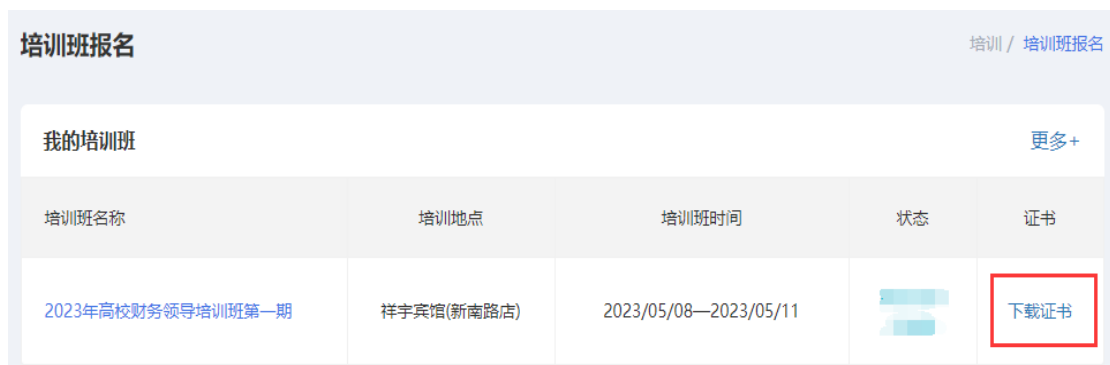 培训班报名
培训 / 培训班报名
我的培训班
更多+
培训班名称 培训地点 培训班时间 状态 证书
2023年高校财务领导培训班第一期 祥宇宾馆(新南路店) 2023/05/08—2023/05/11 下载证书